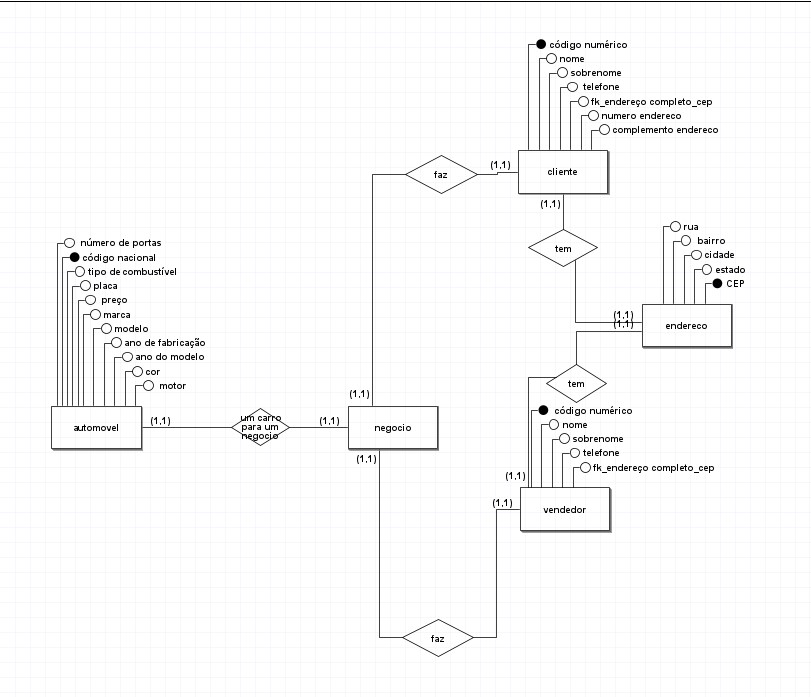 código numérico
nome
sobrenome
telefone
fk_endereço completo_cep
numero endereco
complemento endereco
(1,1)
faz
cliente
(1,1)
tem
rua
bairro
cidade
estado
CEP
(1,1)
(1,1)
endereco
número de portas
código nacional
tipo de combustível
placa
preço
marca
modelo
ano de fabricação
ano do modelo
cor
motor
automovel
(1,1)
um carro
para um
negocio
(1,1)
(1,1)
negocio
(1,1)
tem
código numérico
nome
sobrenome
telefone
fk_endereço completo_cep
(1,1)
(1,1)
vendedor
faz